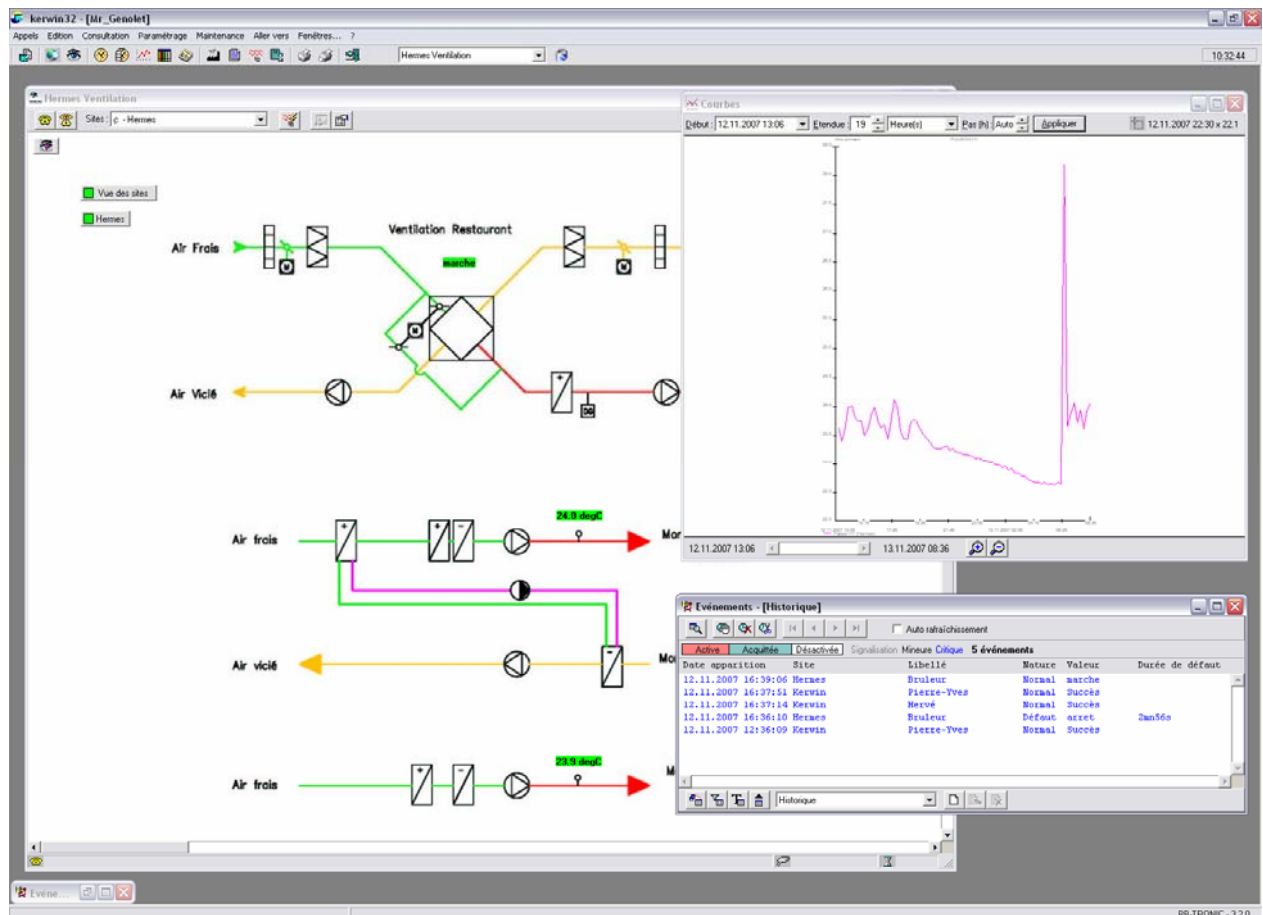 kerwin32 - [Mr_Genolet]
Appels Edition Consultation Paramétrage Maintenance Aller vers Fenêtres... ?
Hermes Ventilation 10:32:44
Hermes Ventilation
Sites : ç - Hermes
Vue des sites
Hermes
Ventilation Restaurant
Air Frais
marche
M
M
M
Air Vicié
24.0 degC
Air frais
Air vicié
23.9 degC
Air frais
Courbes
Début : 12.11.2007 13:06 Etendue : 19 Heure(s) Pas (h) : Auto Appliquer 12.11.2007 22:30 x 22.1
12.11.2007 13:06 13.11.2007 08:36
Evénements - [Historique]
Auto rafraîchissement
Active Acquittée Désactivée Signalisation Mineure Critique 5 événements
Date apparition Site Libellé Nature Valeur Durée de défaut
12.11.2007 16:39:06 Hermes Bruleur Normal marche
12.11.2007 16:37:51 Kerwin Pierre-Yves Normal Succès
12.11.2007 16:37:14 Kerwin Hervé Normal Succès
12.11.2007 16:36:10 Hermes Bruleur Défaut arret 2mn56s
12.11.2007 12:36:09 Kerwin Pierre-Yves Normal Succès
Historique
Evéne...